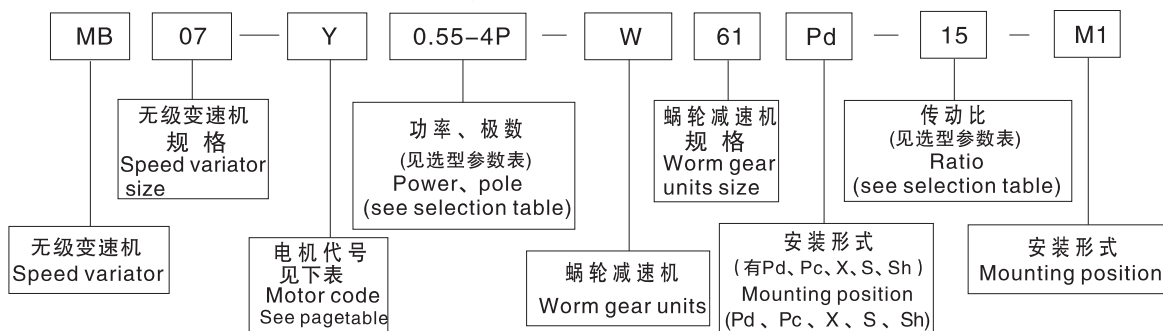 MB 07 — Y 0.55-4P — W 61 Pd — 15 — M1
无级变速机
规格
Speed variator
size
功率、极数
(见选型参数表)
Power、pole
(see selection table)
蜗轮减速机
规格
Worm gear
units size
传动比
(见选型参数表)
Ratio
(see selection table)
无级变速机
Speed variator
电机代号
见下表
Motor code
See pagetable
蜗轮减速机
Worm gear units
安装形式
(有Pd、Pc、X、S、Sh)
Mounting position
(Pd、Pc、X、S、Sh)
安装形式
Mounting position